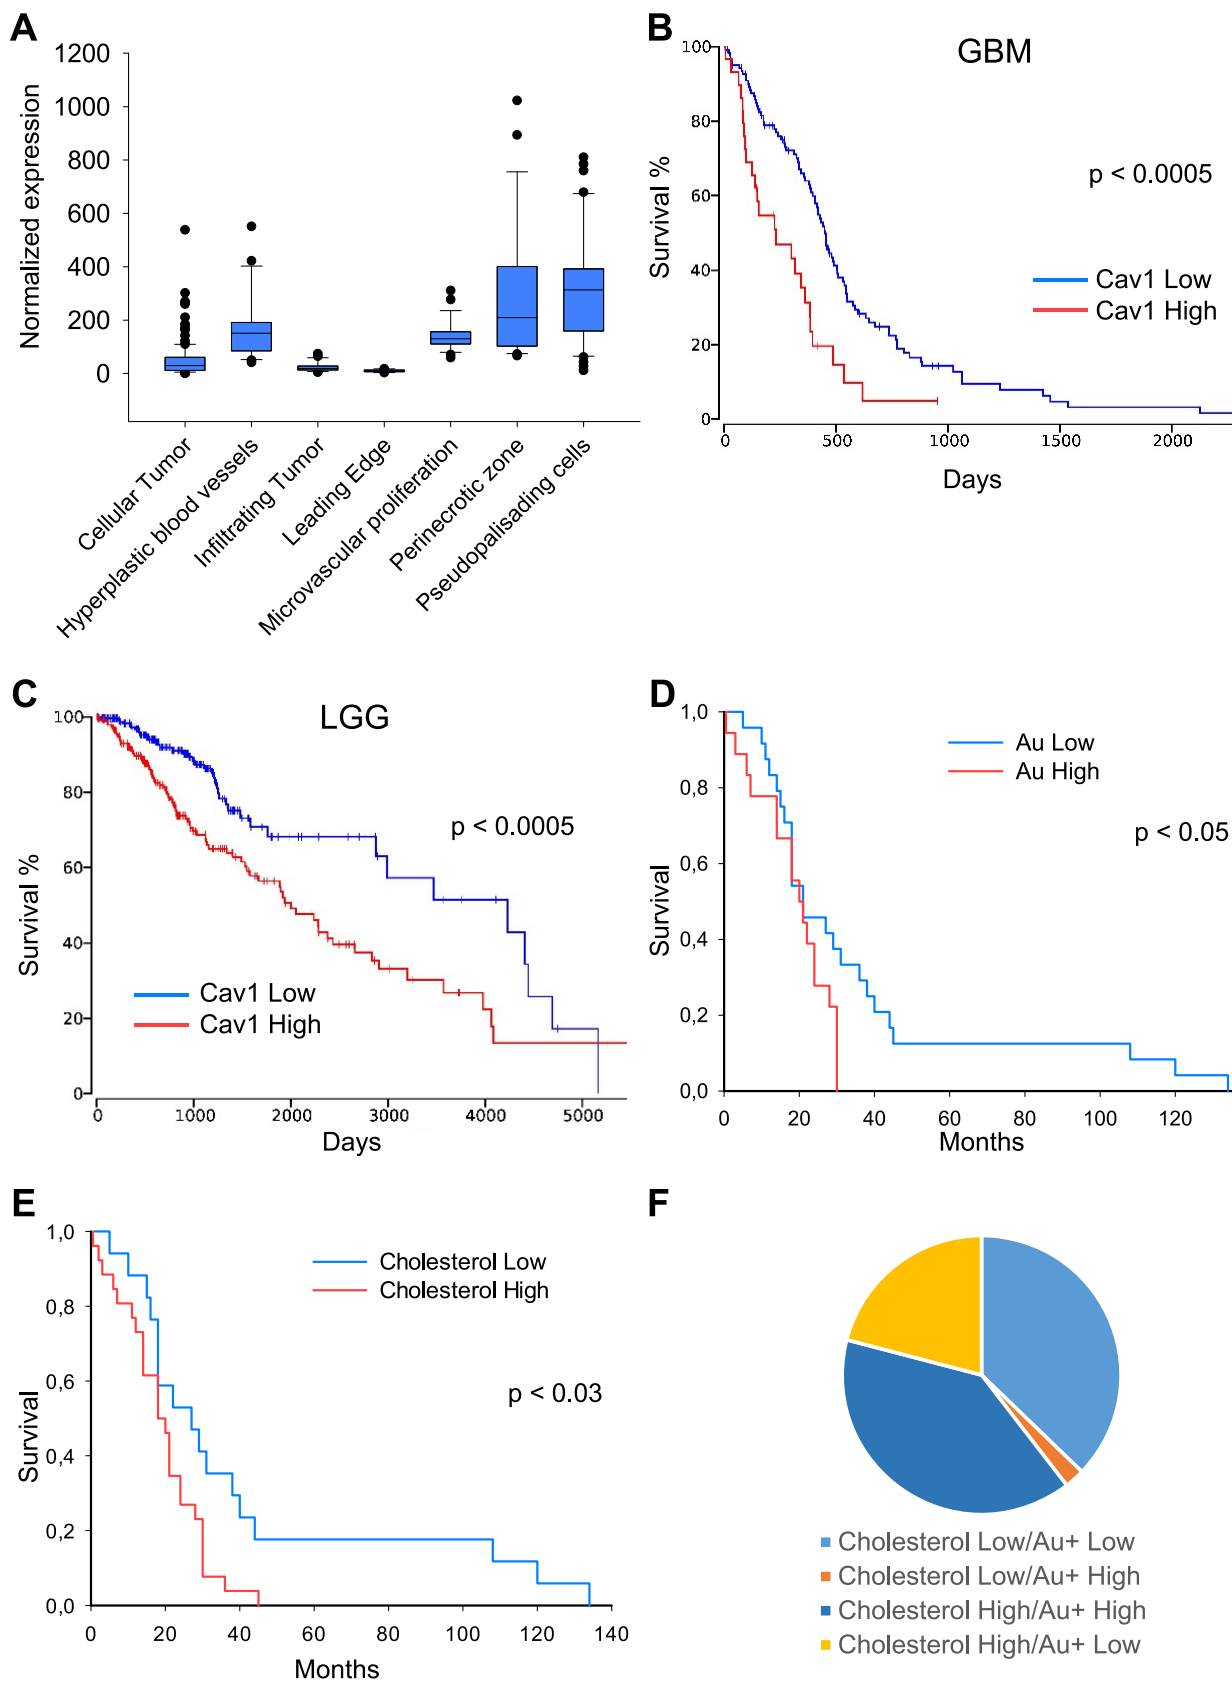 A
1200
1000
800
600
400
200
0
Normalized expression
Cellular Tumor
Hyperplastic blood vessels
Infiltrating Tumor
Leading Edge
Microvascular proliferation
Perinecrotic zone
Pseudopalisading cells
B
GBM
100
80
60
40
20
0
Survival %
p < 0.0005
Cav1 Low
Cav1 High
0 500 1000 1500 2000
Days
C
LGG
100
80
60
40
20
0
Survival %
p < 0.0005
Cav1 Low
Cav1 High
0 1000 2000 3000 4000 5000
Days
D
1,0
0,8
0,6
0,4
0,2
0,0
Survival
Au Low
Au High
p < 0.05
0 20 40 60 80 100 120
Months
E
1,0
0,8
0,6
0,4
0,2
0,0
Survival
Cholesterol Low
Cholesterol High
p < 0.03
0 20 40 60 80 100 120 140
Months
F
Cholesterol Low/Au+ Low
Cholesterol Low/Au+ High
Cholesterol High/Au+ High
Cholesterol High/Au+ Low